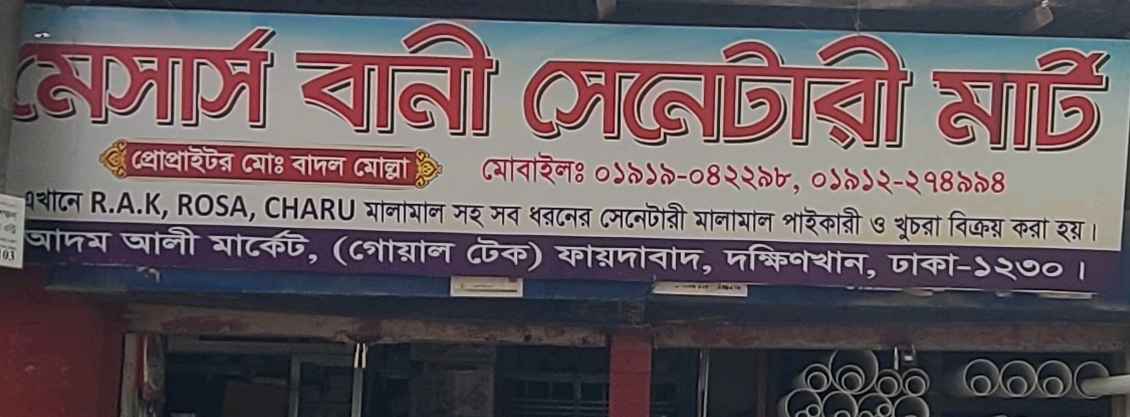 মেসার্স বানী সেনেটারী মার্ট
প্রোপ্রাইটর মোঃ বাদল মোল্লা
মোবাইলঃ ০১৯১৯-০৪২২৯৮, ০১৯১২-২৭৪৯৯৪
এখানে R.A.K, ROSA, CHARU মালামাল সহ সব ধরনের সেনেটারী মালামাল পাইকারী ও খুচরা বিক্রয় করা হয়।
আদম আলী মার্কেট, (গোয়াল টেক) ফায়দাবাদ, দক্ষিণখান, ঢাকা-১২৩০।
03